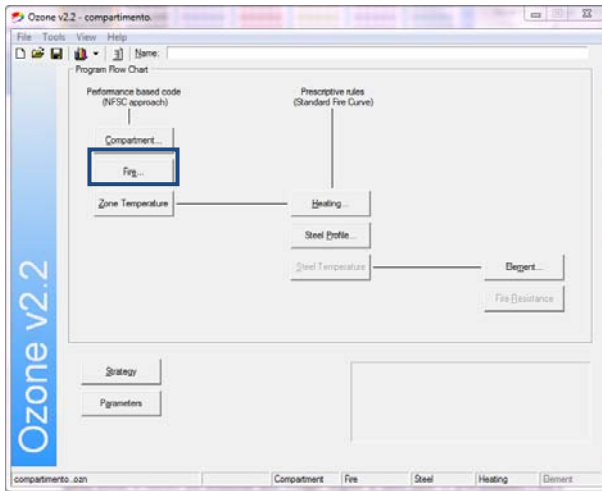 Ozone v2.2 - compartimento.
File Tools View Help
Name:
Program Flow Chart
Performance based code
(NFSC approach)
Prescriptive rules
(Standard Fire Curve)
Compartment...
Fire...
Zone Temperature
Heating...
Steel Profile...
Steel Temperature
Element...
Fire Resistance
Strategy
Parameters
Ozone v2.2
compartimento..ozn
Compartment Fire Steel Heating Element